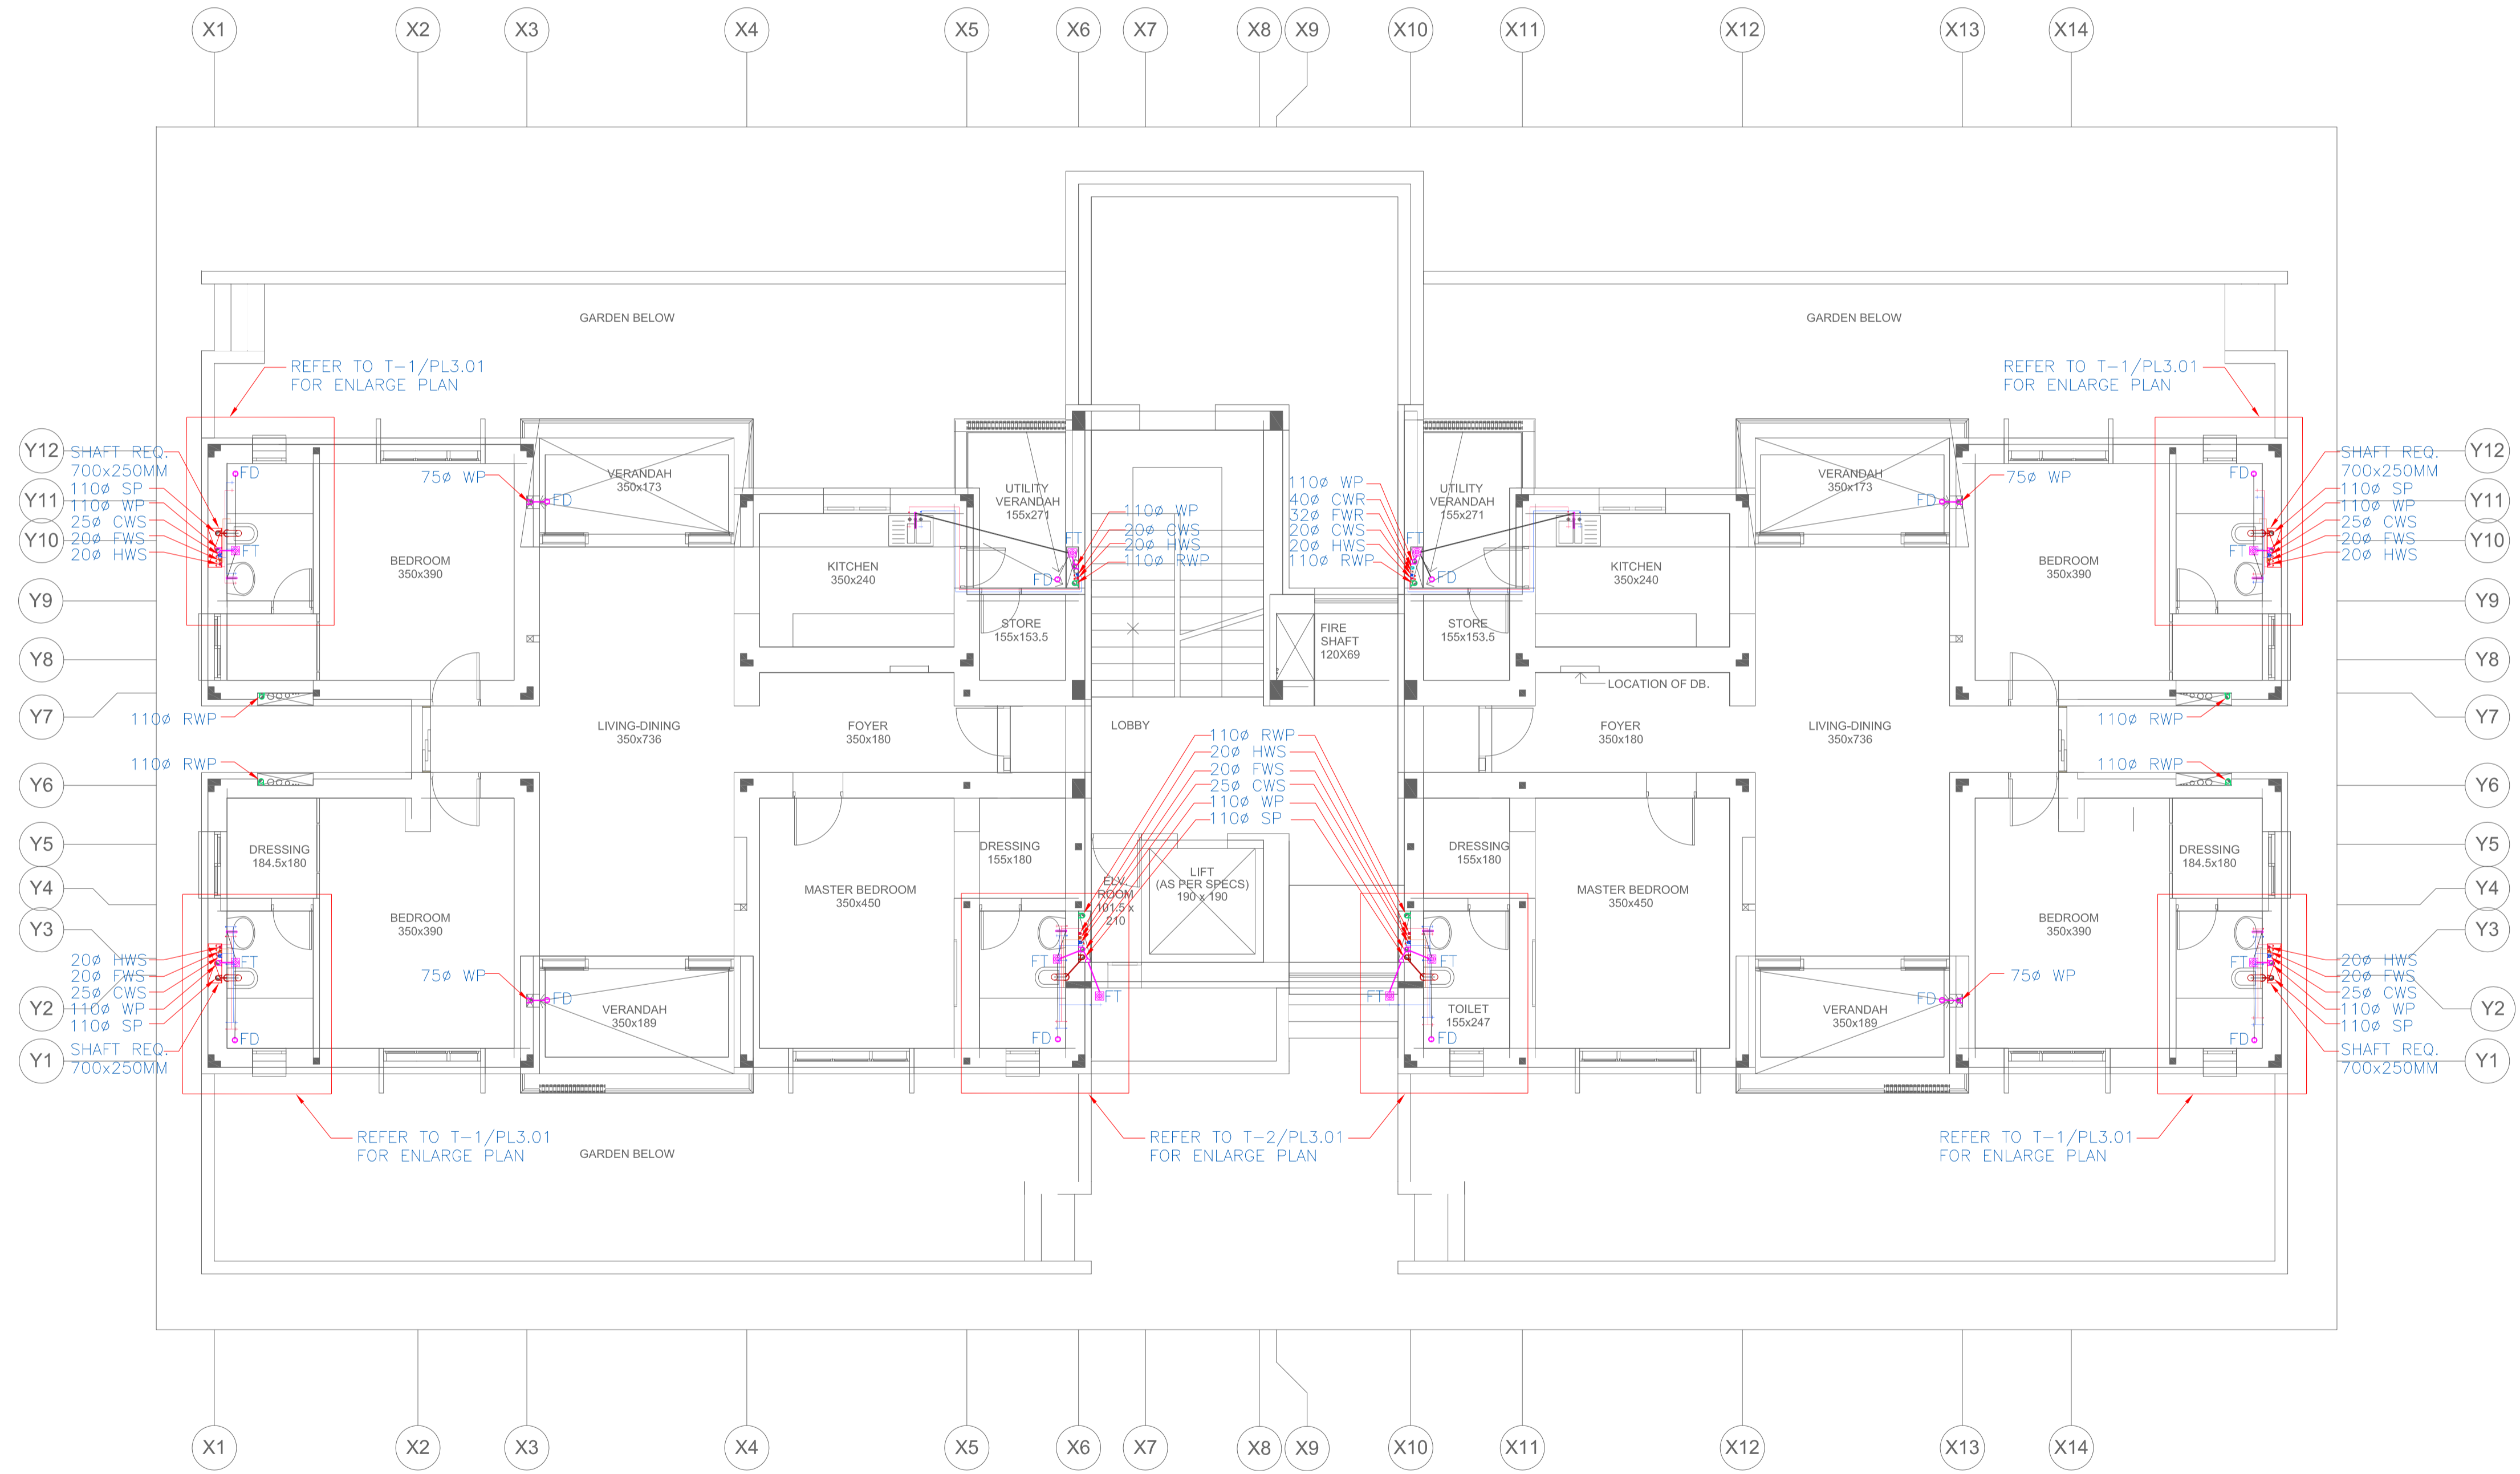 X1
X2
X3
X4
X5
X6
X7
X8
X9
X10
X11
X12
X13
X14
GARDEN BELOW
GARDEN BELOW
REFER TO T-1/PL3.01
FOR ENLARGE PLAN
REFER TO T-1/PL3.01
FOR ENLARGE PLAN
Y12
Y11
Y10
Y9
Y8
Y7
Y6
Y5
Y4
Y3
Y2
Y1
SHAFT REQ.
700x250MM
110ø SP
110ø WP
25ø CWS
20ø FWS
20ø HWS
FD
FT
BEDROOM
350x390
75ø WP
FD
VERANDAH
350x173
KITCHEN
350x240
UTILITY
VERANDAH
155x271
FT
FD
110ø WP
20ø CWS
20ø HWS
110ø RWP
STORE
155x153.5
110ø WP
40ø CWR
32ø FWR
20ø CWS
20ø HWS
110ø RWP
FT
FD
UTILITY
VERANDAH
155x271
STORE
155x153.5
FIRE
SHAFT
120X69
KITCHEN
350x240
LOCATION OF DB.
VERANDAH
350x173
FD
75ø WP
BEDROOM
350x390
FD
FT
SHAFT REQ.
700x250MM
110ø SP
110ø WP
25ø CWS
20ø FWS
20ø HWS
Y12
Y11
Y10
Y9
Y8
Y7
Y6
Y5
Y4
Y3
Y2
Y1
110ø RWP
110ø RWP
LIVING-DINING
350x736
FOYER
350x180
LOBBY
FOYER
350x180
LIVING-DINING
350x736
110ø RWP
110ø RWP
110ø RWP
20ø HWS
20ø FWS
25ø CWS
110ø WP
110ø SP
DRESSING
184.5x180
BEDROOM
350x390
MASTER BEDROOM
350x450
DRESSING
155x180
ELV.
ROOM
101.5 x
210
LIFT
(AS PER SPECS)
190 x 190
DRESSING
155x180
MASTER BEDROOM
350x450
BEDROOM
350x390
DRESSING
184.5x180
20ø HWS
20ø FWS
25ø CWS
110ø WP
110ø SP
SHAFT REQ.
700x250MM
FT
FD
75ø WP
FD
VERANDAH
350x189
FT
FT
FD
FT
FT
FD
TOILET
155x247
VERANDAH
350x189
FD
75ø WP
FT
FD
20ø HWS
20ø FWS
25ø CWS
110ø WP
110ø SP
SHAFT REQ.
700x250MM
REFER TO T-1/PL3.01
FOR ENLARGE PLAN
GARDEN BELOW
REFER TO T-2/PL3.01
FOR ENLARGE PLAN
REFER TO T-1/PL3.01
FOR ENLARGE PLAN
X1
X2
X3
X4
X5
X6
X7
X8
X9
X10
X11
X12
X13
X14